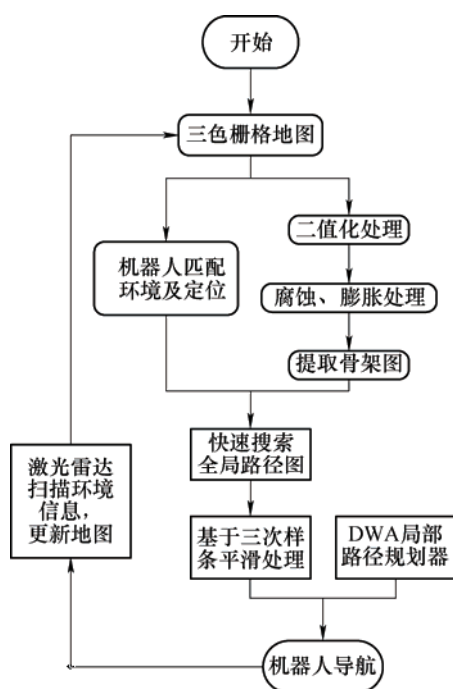 开始
三色栅格地图
二值化处理
机器人匹配
环境及定位
腐蚀、膨胀处理
提取骨架图
快速搜索
全局路径图
激光雷达
扫描环境
信息，
更新地图
基于三次样
条平滑处理
DWA局部
路径规划器
机器人导航